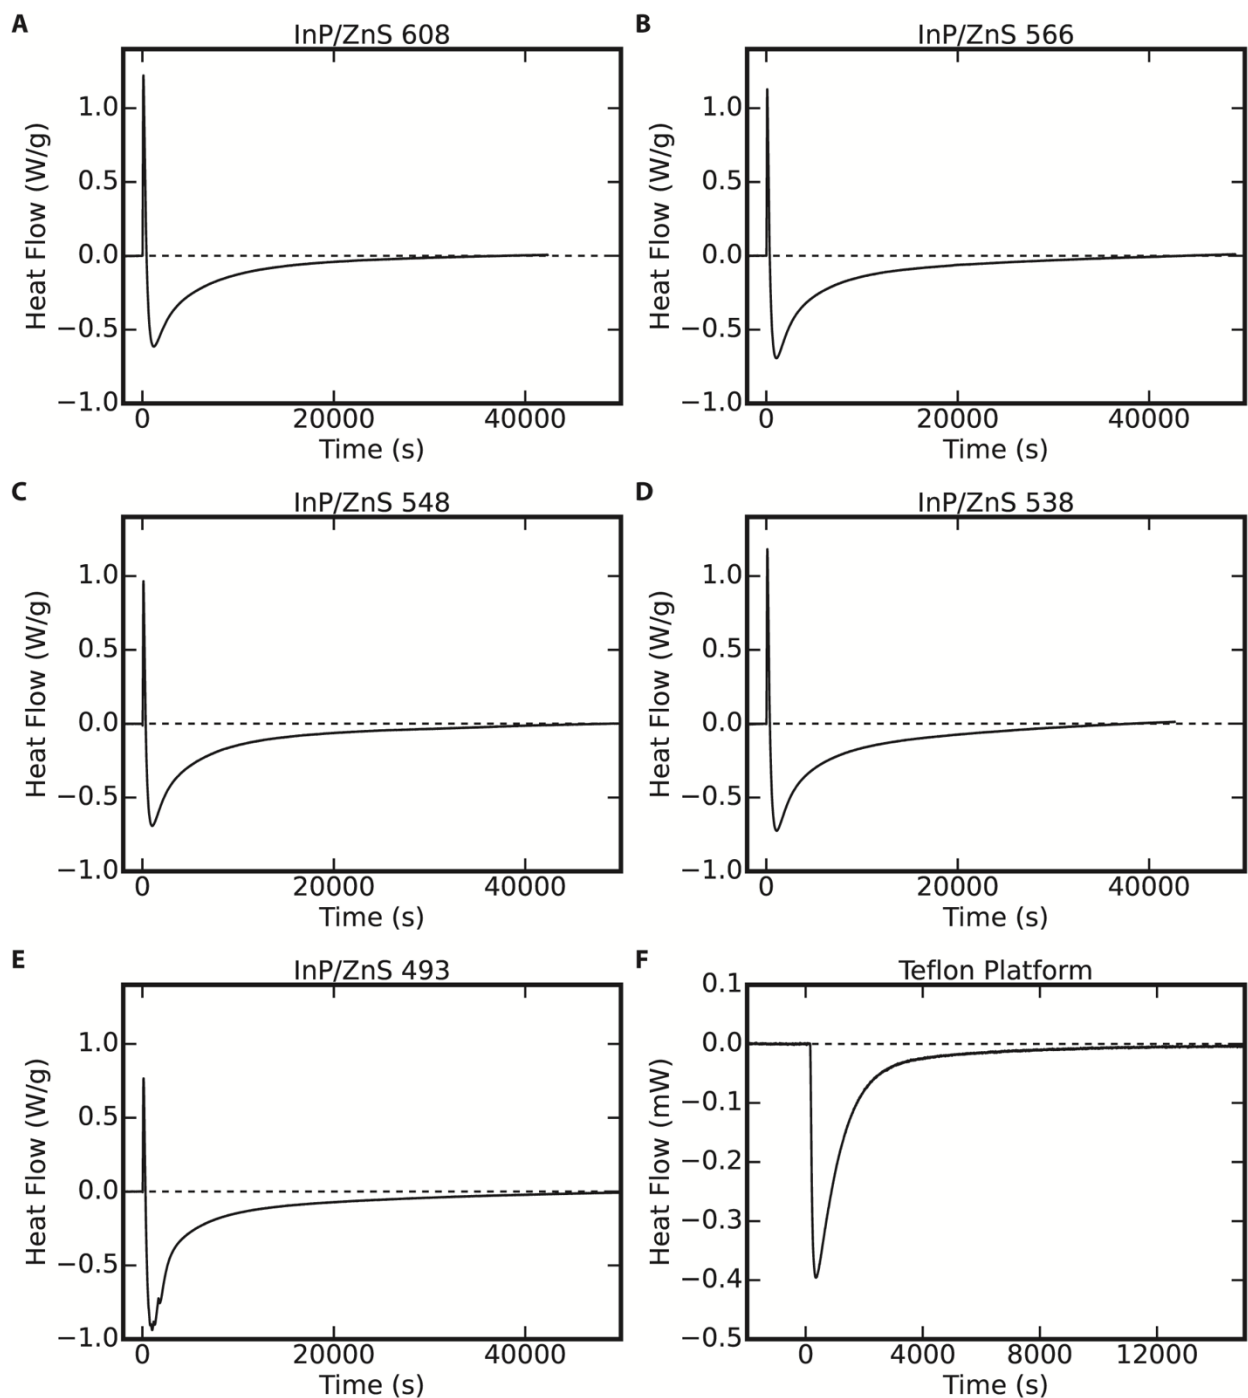 A
InP/ZnS 608
1.0
0.5
0.0
−0.5
−1.0
Heat Flow (W/g)
0 20000 40000
Time (s)
B
InP/ZnS 566
1.0
0.5
0.0
−0.5
−1.0
Heat Flow (W/g)
0 20000 40000
Time (s)
C
InP/ZnS 548
1.0
0.5
0.0
−0.5
−1.0
Heat Flow (W/g)
0 20000 40000
Time (s)
D
InP/ZnS 538
1.0
0.5
0.0
−0.5
−1.0
Heat Flow (W/g)
0 20000 40000
Time (s)
E
InP/ZnS 493
1.0
0.5
0.0
−0.5
−1.0
Heat Flow (W/g)
0 20000 40000
Time (s)
F
Teflon Platform
0.1
0.0
−0.1
−0.2
−0.3
−0.4
−0.5
Heat Flow (mW)
0 4000 8000 12000
Time (s)